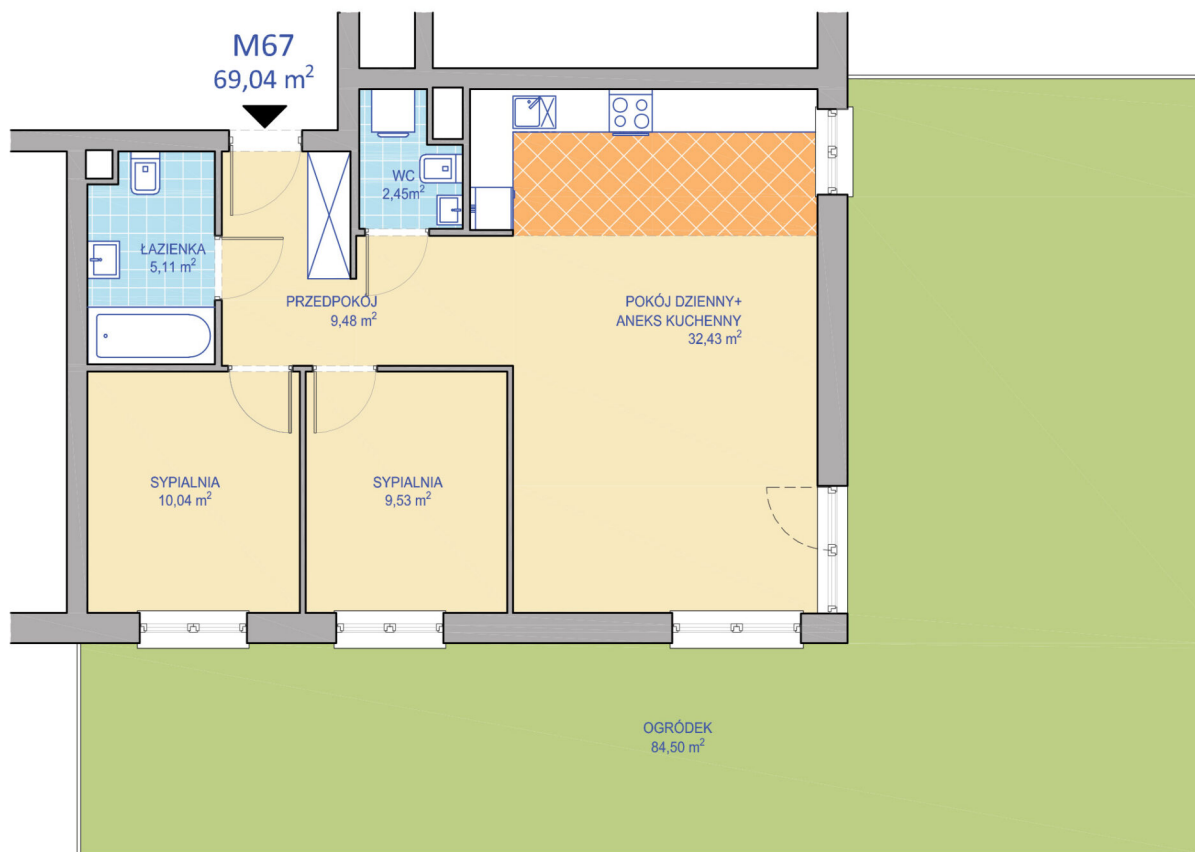 M67
69,04 m²
WC
2,45m²
ŁAZIENKA
5,11 m²
PRZEDPOKÓJ
9,48 m²
POKÓJ DZIENNY+
ANEKS KUCHENNY
32,43 m²
SYPIALNIA
10,04 m²
SYPIALNIA
9,53 m²
OGRÓDEK
84,50 m²